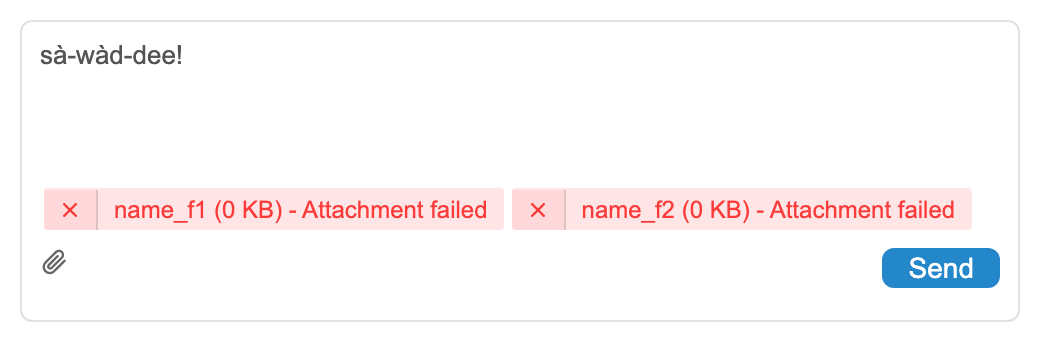 sà-wàd-dee!
× name_f1 (0 KB) - Attachment failed × name_f2 (0 KB) - Attachment failed
Send